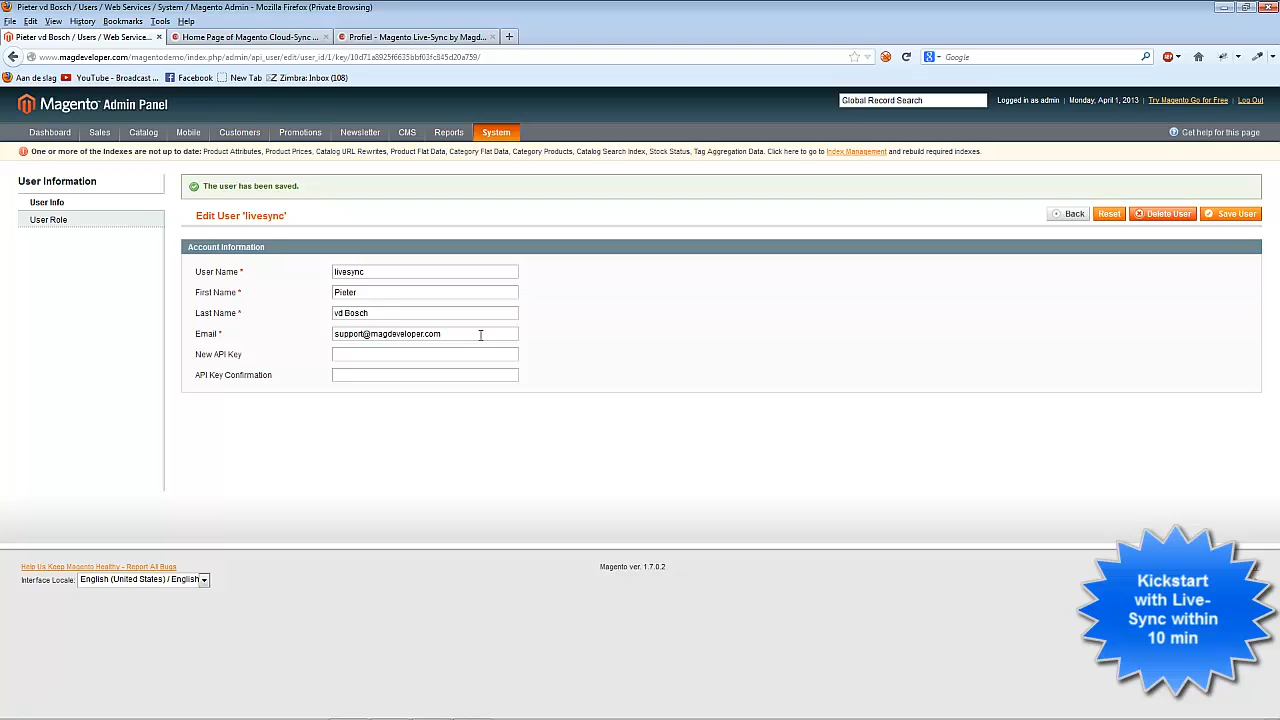 Pieter vd Bosch / Users / Web Services / System / Magento Admin - Mozilla Firefox (Private Browsing)
File Edit View History Bookmarks Tools Help
Pieter vd Bosch / Users / Web Service... × Home Page of Magento Cloud-Sync ... × Profiel - Magento Live-Sync by Magd... × +
www.magdeveloper.com/magentodemo/index.php/admin/api_user/edit/user_id/1/key/10d71a8925f6635bbf03fc845d20a759/ Google
Aan de slag YouTube - Broadcast ... Facebook New Tab Zimbra: Inbox (108)
Magento Admin Panel
Global Record Search
Logged in as admin | Monday, April 1, 2013 | Try Magento Go for Free | Log Out
Dashboard Sales Catalog Mobile Customers Promotions Newsletter CMS Reports System
Get help for this page
One or more of the Indexes are not up to date: Product Attributes, Product Prices, Catalog URL Rewrites, Product Flat Data, Category Flat Data, Category Products, Catalog Search Index, Stock Status, Tag Aggregation Data. Click here to go to Index Management and rebuild required indexes.
User Information
User Info
User Role
The user has been saved.
Edit User 'livesync'
Back Reset Delete User Save User
Account Information
User Name * livesync
First Name * Pieter
Last Name * vd Bosch
Email * support@magdeveloper.com
New API Key
API Key Confirmation
Help Us Keep Magento Healthy - Report All Bugs
Interface Locale: English (United States) / English
Magento ver. 1.7.0.2
Kickstart
with Live-
Sync within
10 min